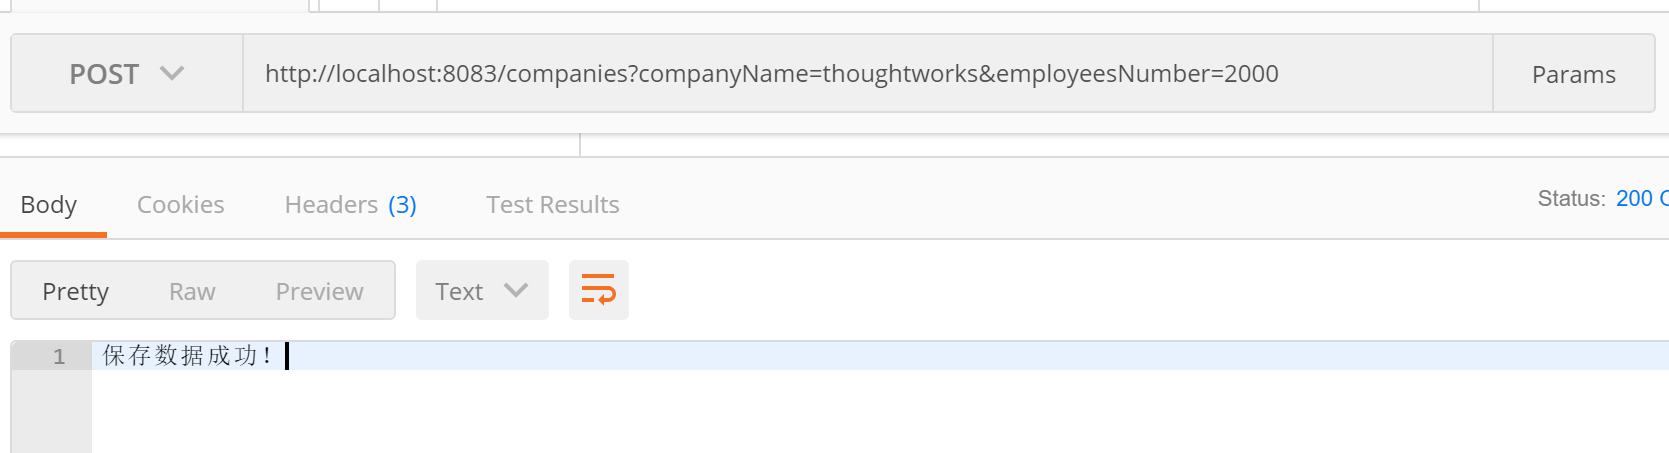 POST http://localhost:8083/companies?companyName=thoughtworks&employeesNumber=2000 Params
Body Cookies Headers (3) Test Results Status: 200
Pretty Raw Preview Text
1 保存数据成功！